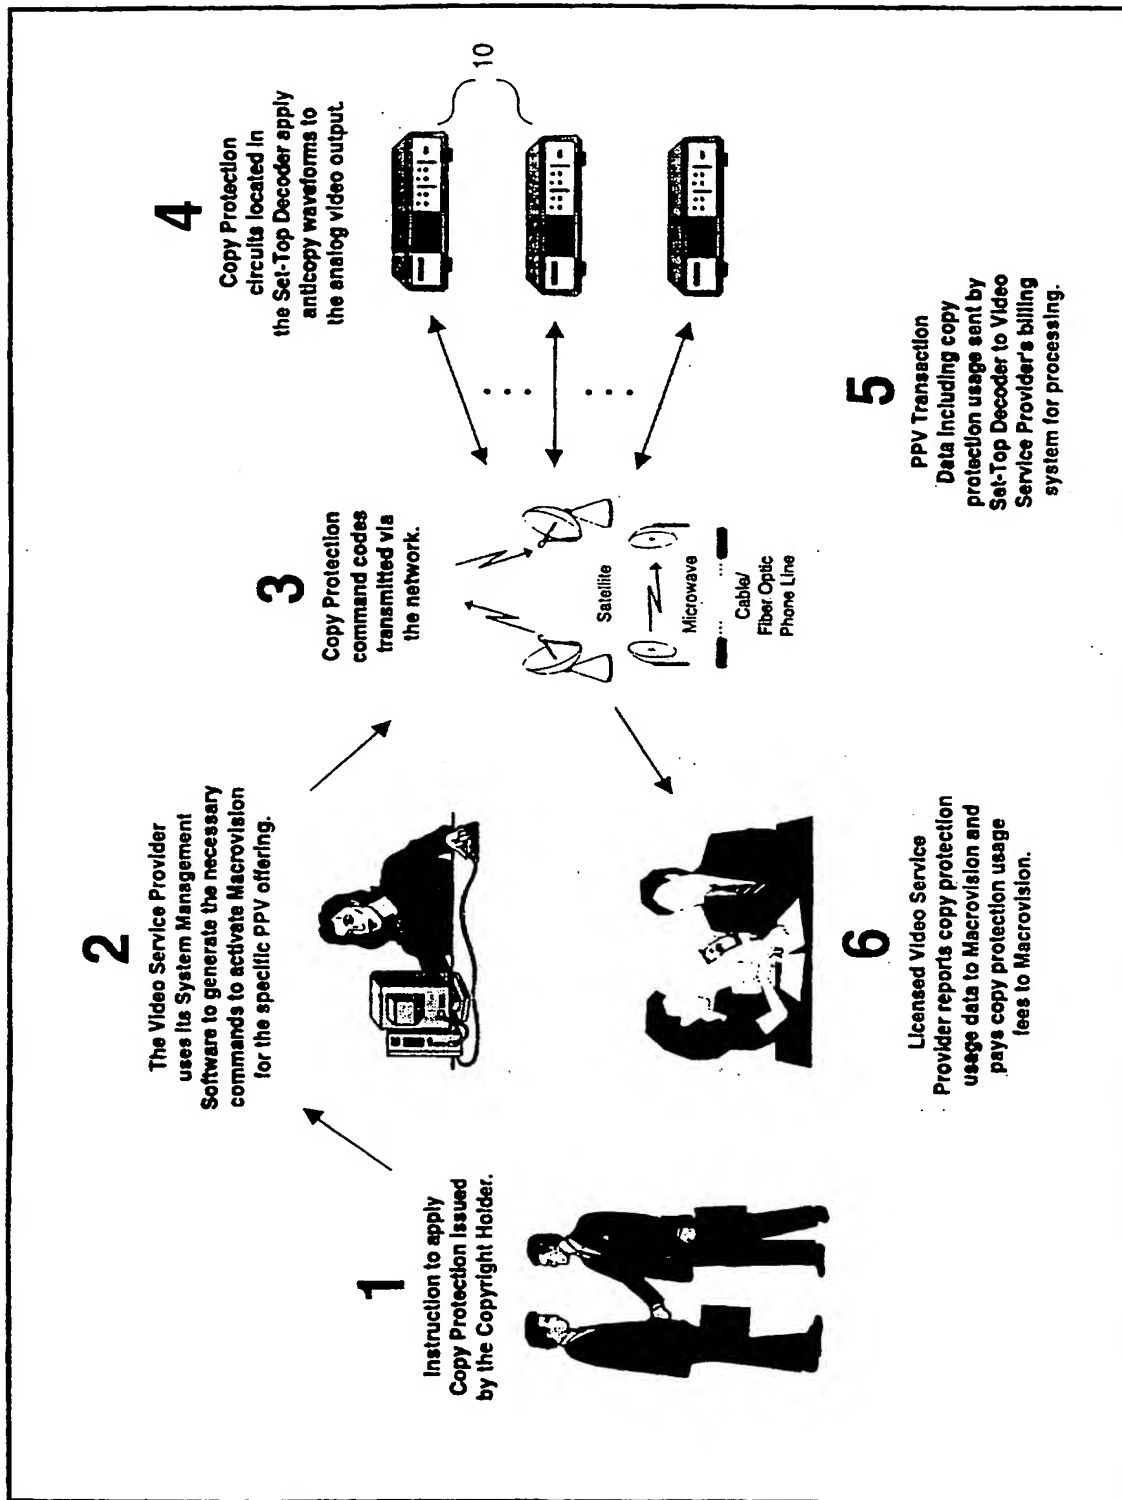 1
Instruction to apply
Copy Protection issued
by the Copyright Holder.
2
The Video Service Provider
uses its System Management
Software to generate the necessary
commands to activate Macrovision
for the specific PPV offering.
3
Copy Protection
command codes
transmitted via
the network.
Satellite
Microwave
Cable/
Fiber Optic
Phone Line
4
Copy Protection
circuits located in
the Set-Top Decoder apply
anticopy waveforms to
the analog video output.
10
5
PPV Transaction
Data including copy
protection usage sent by
Set-Top Decoder to Video
Service Provider's billing
system for processing.
6
Licensed Video Service
Provider reports copy protection
usage data to Macrovision and
pays copy protection usage
fees to Macrovision.